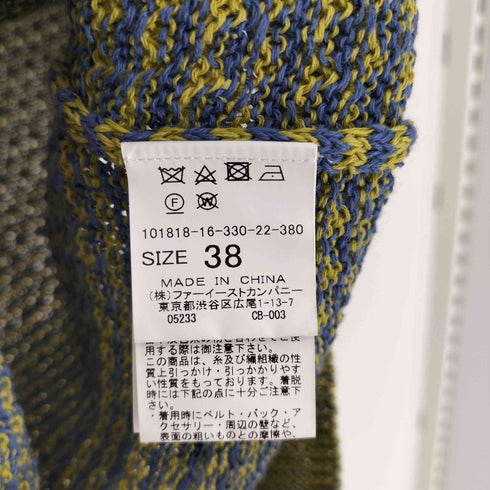 101818-16-330-22-380
SIZE 38
MADE IN CHINA
(株)ファーイーストカンパニー
東京都渋谷区広尾1-13-7
05233 CB-003
用する際は御注意下さい。
この商品は、糸及び編組織の性
質上引っかけ・引っかかりやす
い性質をもっております。着脱
時には下記の点に十分ご注意下
さい。
・着用時にベルト・バック・ア
クセサリー・周辺の壁など、
表面の粗いものとの摩擦や、